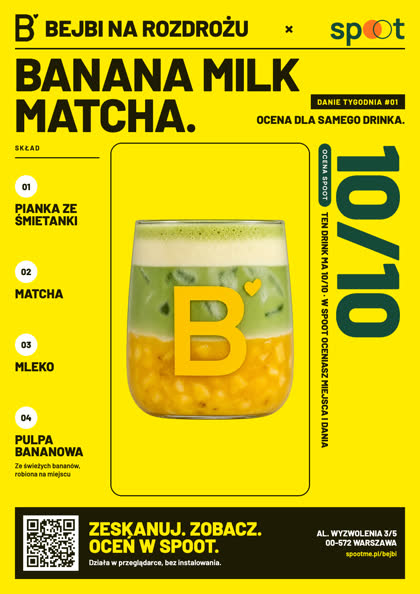 B BEJBI NA ROZDROŻU × spoot
BANANA MILK
MATCHA.
DANIE TYGODNIA #01
OCENA DLA SAMEGO DRINKA.
SKŁAD
01
PIANKA ZE
ŚMIETANKI
02
MATCHA
03
MLEKO
04
PULPA
BANANOWA
Ze świeżych bananów,
robiona na miejscu
B
10/10
OCENA SPOOT
TEN DRINK MA 10/10 · W SPOOT OCENIASZ MIEJSCA I DANIA
ZESKANUJ. ZOBACZ.
OCEŃ W SPOOT.
Działa w przeglądarce, bez instalowania.
AL. WYZWOLENIA 3/5
00-572 WARSZAWA
spootme.pl/bejbi